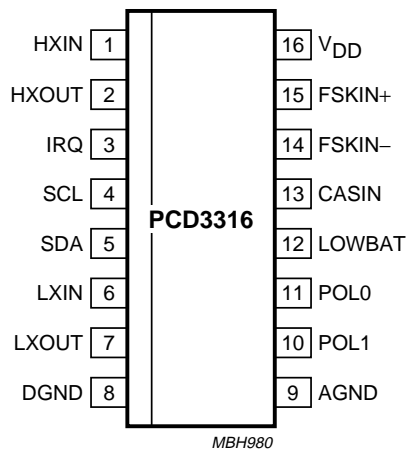 HXIN 1 16 VDD
HXOUT 2 15 FSKIN+
IRQ 3 14 FSKIN−
SCL 4 13 CASIN
PCD3316
SDA 5 12 LOWBAT
LXIN 6 11 POL0
LXOUT 7 10 POL1
DGND 8 9 AGND
MBH980